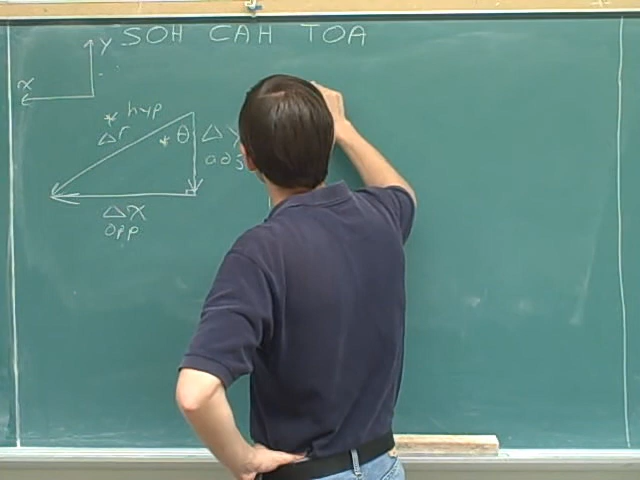 SOH CAH TOA
y
x
* hyp
Δr
* θ
Δy
adj
Δx
opp